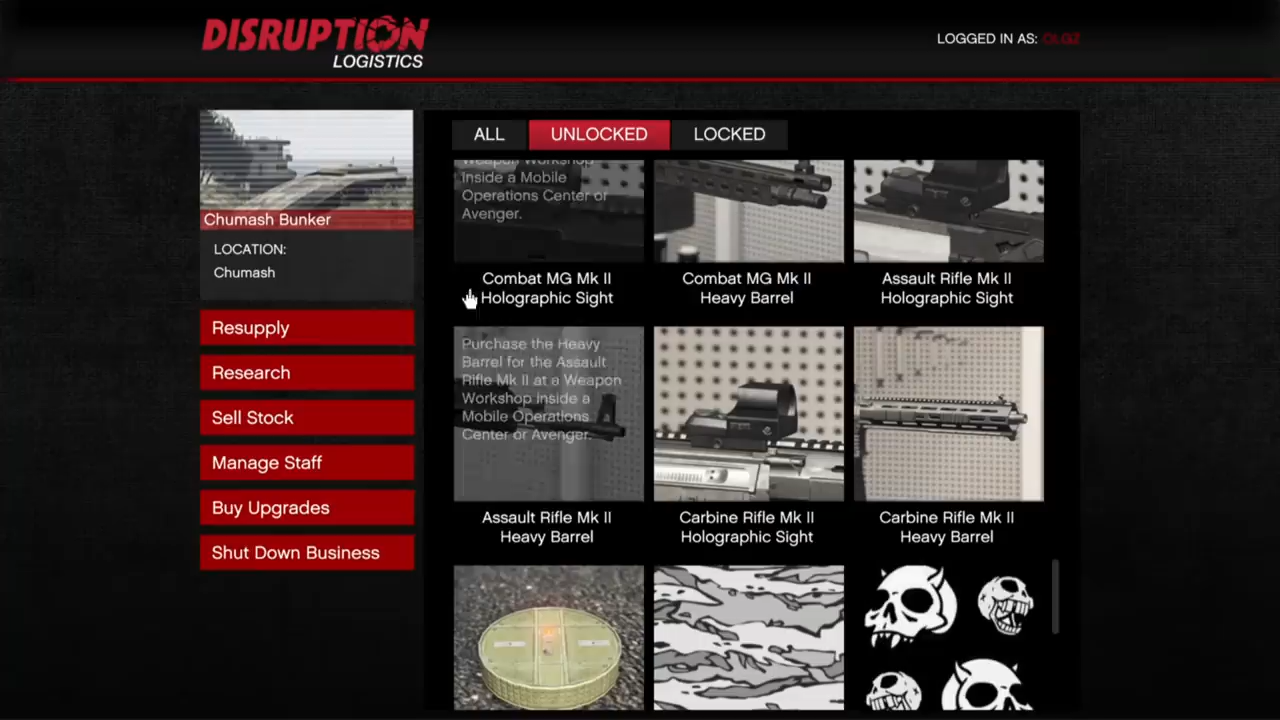 DISRUPTION
LOGISTICS
LOGGED IN AS: OLGZ
Chumash Bunker
LOCATION:
Chumash
Resupply
Research
Sell Stock
Manage Staff
Buy Upgrades
Shut Down Business
ALL
UNLOCKED
LOCKED
Weapon Workshop
Inside a Mobile
Operations Center or
Avenger.
Combat MG Mk II
Holographic Sight
Combat MG Mk II
Heavy Barrel
Assault Rifle Mk II
Holographic Sight
Purchase the Heavy
Barrel for the Assault
Rifle Mk II at a Weapon
Workshop inside a
Mobile Operations
Center or Avenger.
Assault Rifle Mk II
Heavy Barrel
Carbine Rifle Mk II
Holographic Sight
Carbine Rifle Mk II
Heavy Barrel